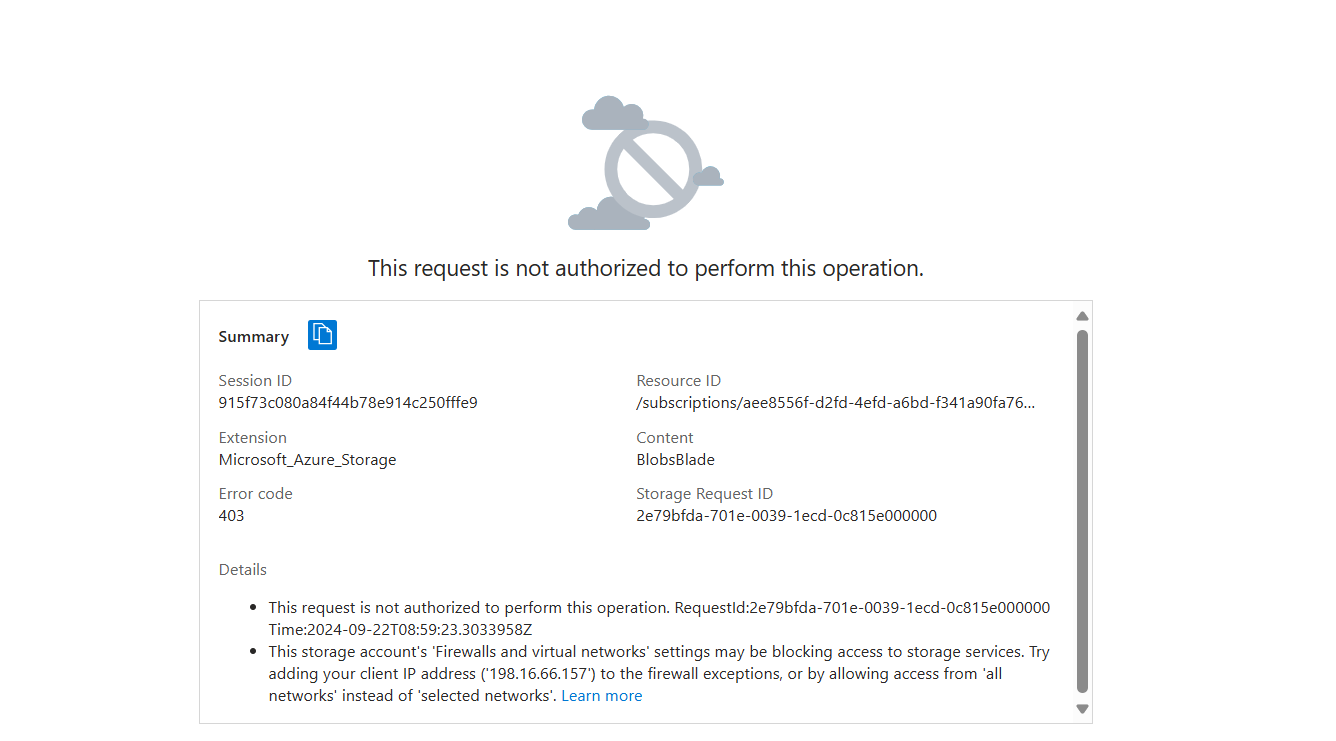 This request is not authorized to perform this operation.
Summary
Session ID
915f73c080a84f44b78e914c250fffe9
Resource ID
/subscriptions/aee8556f-d2fd-4efd-a6bd-f341a90fa76...
Extension
Microsoft_Azure_Storage
Content
BlobsBlade
Error code
403
Storage Request ID
2e79bfda-701e-0039-1ecd-0c815e000000
Details
• This request is not authorized to perform this operation. RequestId:2e79bfda-701e-0039-1ecd-0c815e000000
Time:2024-09-22T08:59:23.3033958Z
• This storage account's 'Firewalls and virtual networks' settings may be blocking access to storage services. Try
adding your client IP address ('198.16.66.157') to the firewall exceptions, or by allowing access from 'all
networks' instead of 'selected networks'. Learn more